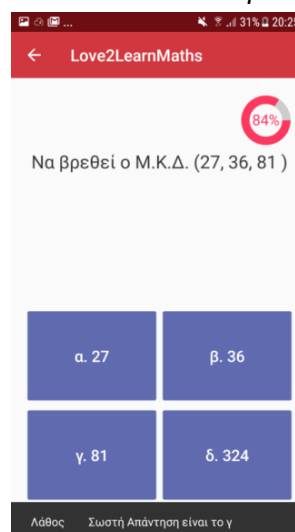 ... 31% 20:25
Love2LearnMaths
84%
Να βρεθεί ο Μ.Κ.Δ. (27, 36, 81 )
α. 27
β. 36
γ. 81
δ. 324
Λάθος Σωστή Απάντηση είναι το γ